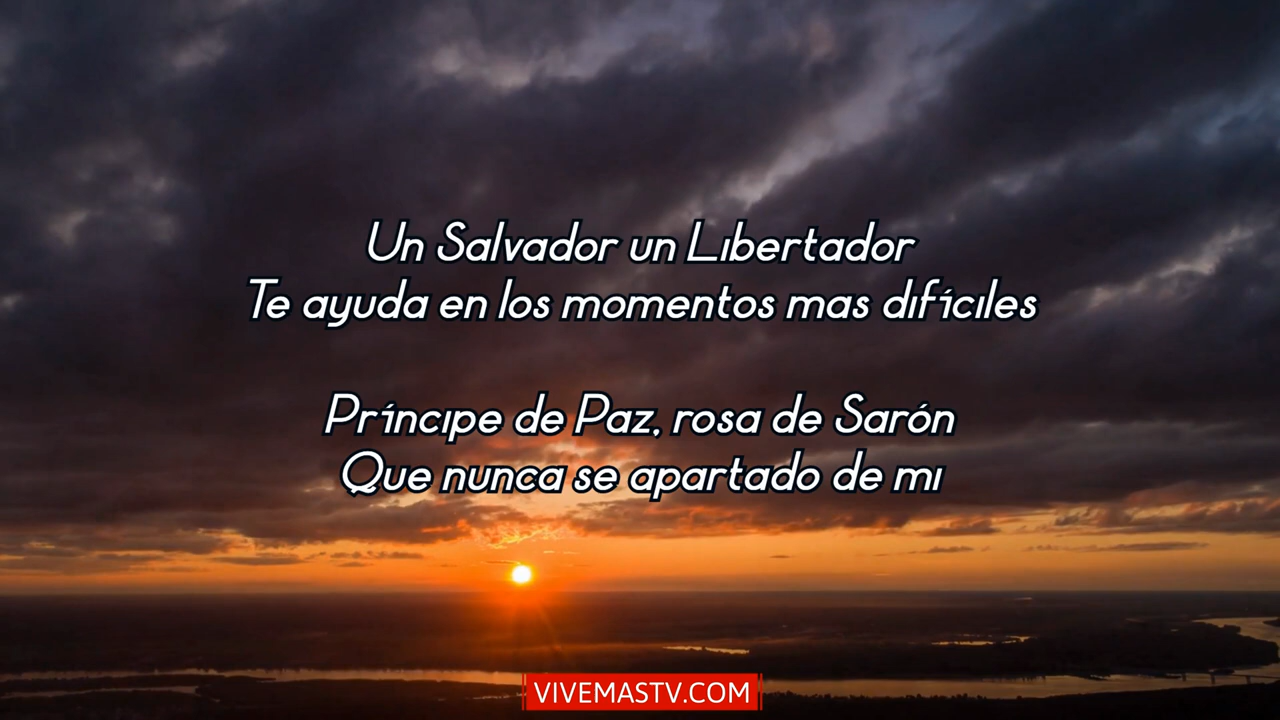 Un Salvador un Libertador
Te ayuda en los momentos mas difíciles
Príncipe de Paz, rosa de Sarón
Que nunca se apartado de mi
VIVEMASTV.COM